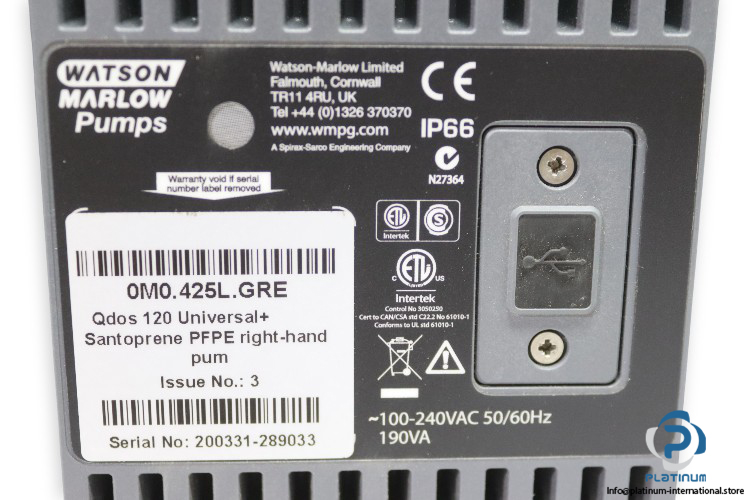 WATSON
MARLOW
Pumps
Watson-Marlow Limited
Falmouth, Cornwall
TR11 4RU, UK
Tel +44 (0)1326 370370
www.wmpg.com
A Spirax-Sarco Engineering Company
CE
IP66
N27364
Warranty void if serial
number label removed
0M0.425L.GRE
Qdos 120 Universal+
Santoprene PFPE right-hand
pum
Issue No.: 3
Serial No: 200331-289033
ETL
Intertek
S
ETL
C US
Intertek
Control No 3050250
Cert to CAN/CSA std C22.2 No 61010-1
Conforms to UL std 61010-1
~100-240VAC 50/60Hz
190VA
PLATINUM
Info@platinum-international.store